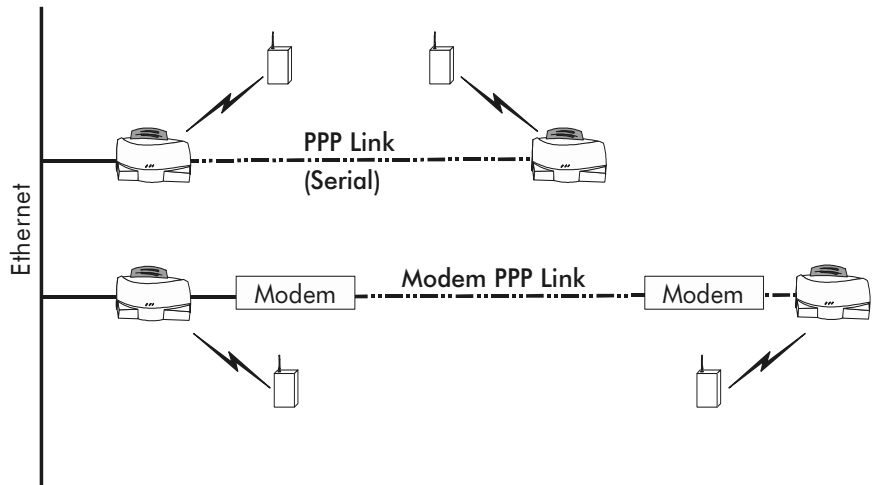 PPP Link
(Serial)
Ethernet
Modem
Modem PPP Link
Modem